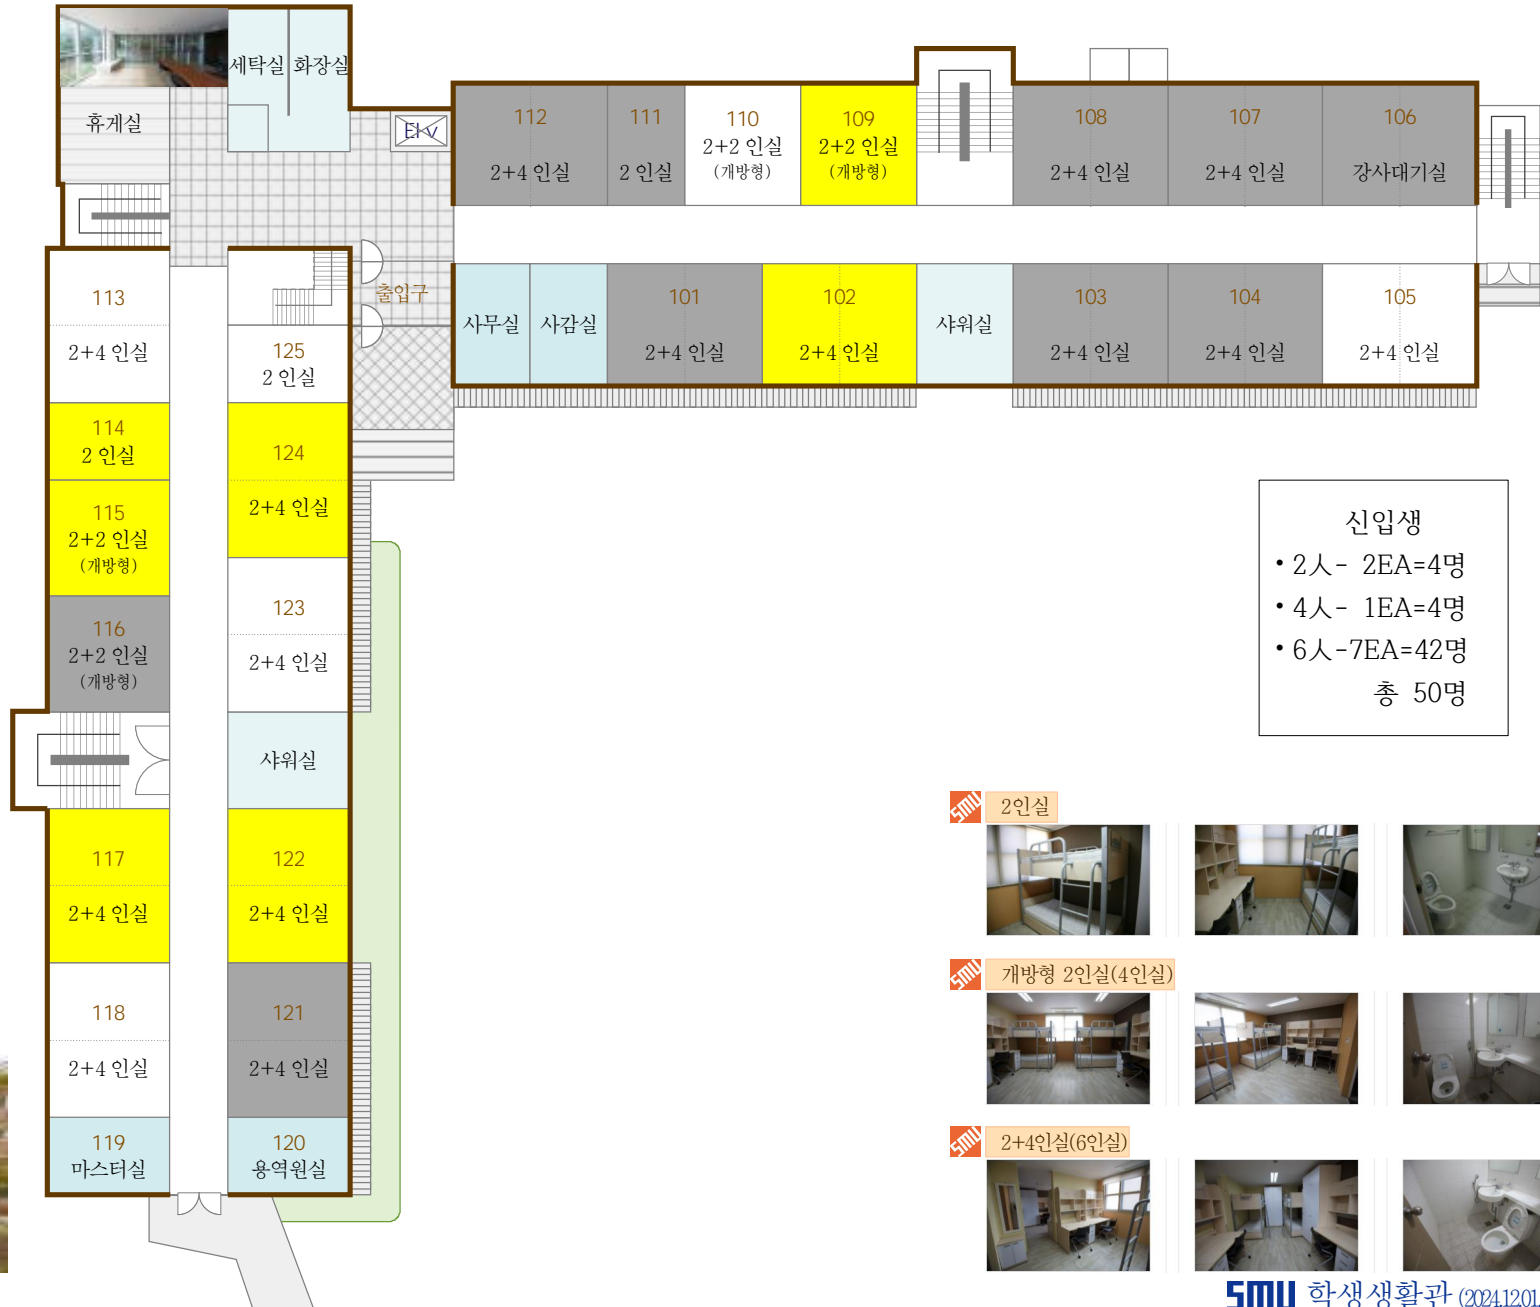 세탁실
화장실
휴게실
El.v
112
2+4 인실
111
2 인실
110
2+2 인실
(개방형)
109
2+2 인실
(개방형)
108
2+4 인실
107
2+4 인실
106
강사대기실
출입구
사무실
사감실
101
2+4 인실
102
2+4 인실
샤워실
103
2+4 인실
104
2+4 인실
105
2+4 인실
113
2+4 인실
125
2 인실
114
2 인실
124
2+4 인실
115
2+2 인실
(개방형)
116
2+2 인실
(개방형)
123
2+4 인실
샤워실
117
2+4 인실
122
2+4 인실
118
2+4 인실
121
2+4 인실
119
마스터실
120
용역원실
신입생
• 2人- 2EA=4명
• 4人- 1EA=4명
• 6人-7EA=42명
총 50명
SMU 2인실
SMU 개방형 2인실(4인실)
SMU 2+4인실(6인실)
SMU 학생생활관 (2024.12.01)